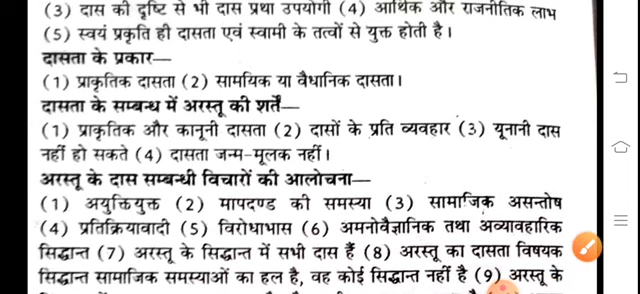 (3) दास की दृष्टि से भी दास प्रथा उपयोगी (4) आर्थिक और राजनीतिक लाभ
(5) स्वयं प्रकृति ही दासता एवं स्वामी के तत्वों से युक्त होती है।
दासता के प्रकार—
(1) प्राकृतिक दासता (2) सामयिक या वैधानिक दासता।
दासता के सम्बन्ध में अरस्तू की शर्तें—
(1) प्राकृतिक और कानूनी दासता (2) दासों के प्रति व्यवहार (3) यूनानी दास
नहीं हो सकते (4) दासता जन्म-मूलक नहीं।
अरस्तू के दास सम्बन्धी विचारों की आलोचना—
(1) अयुक्तियुक्त (2) मापदण्ड की समस्या (3) सामाजिक असन्तोष
(4) प्रतिक्रियावादी (5) विरोधाभास (6) अमनोवैज्ञानिक तथा अव्यावहारिक
सिद्धान्त (7) अरस्तू के सिद्धान्त में सभी दास हैं (8) अरस्तू का दासता विषयक
सिद्धान्त सामाजिक समस्याओं का हल है, वह कोई सिद्धान्त नहीं है (9) अरस्तू के